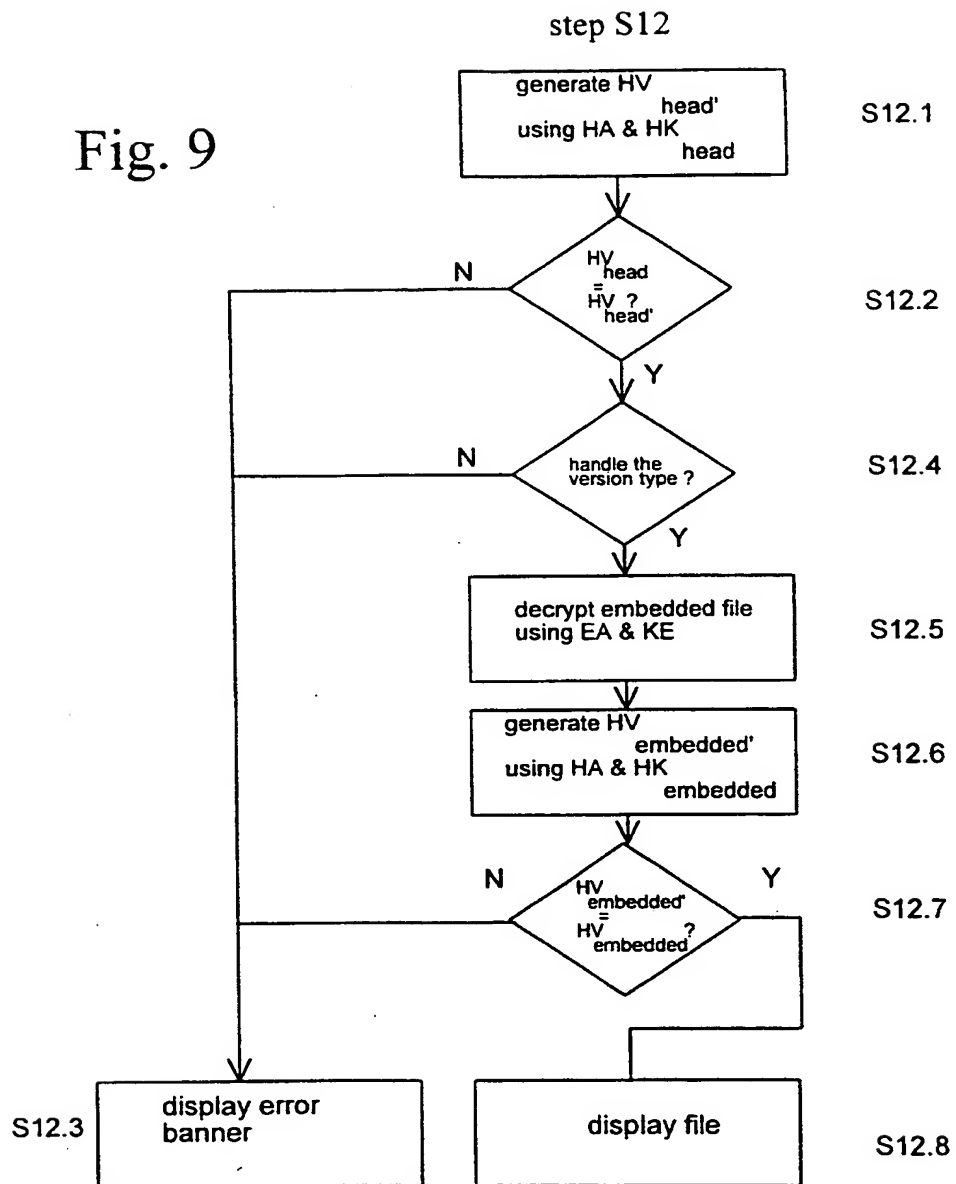 step S12
Fig. 9
generate HV
head'
using HA & HK
head
S12.1
HV
head
=
HV ?
head'
N
Y
S12.2
handle the
version type ?
N
Y
S12.4
decrypt embedded file
using EA & KE
S12.5
generate HV
embedded'
using HA & HK
embedded
S12.6
N
HV
embedded'
=
HV ?
embedded
Y
S12.7
S12.3
display error
banner
display file
S12.8